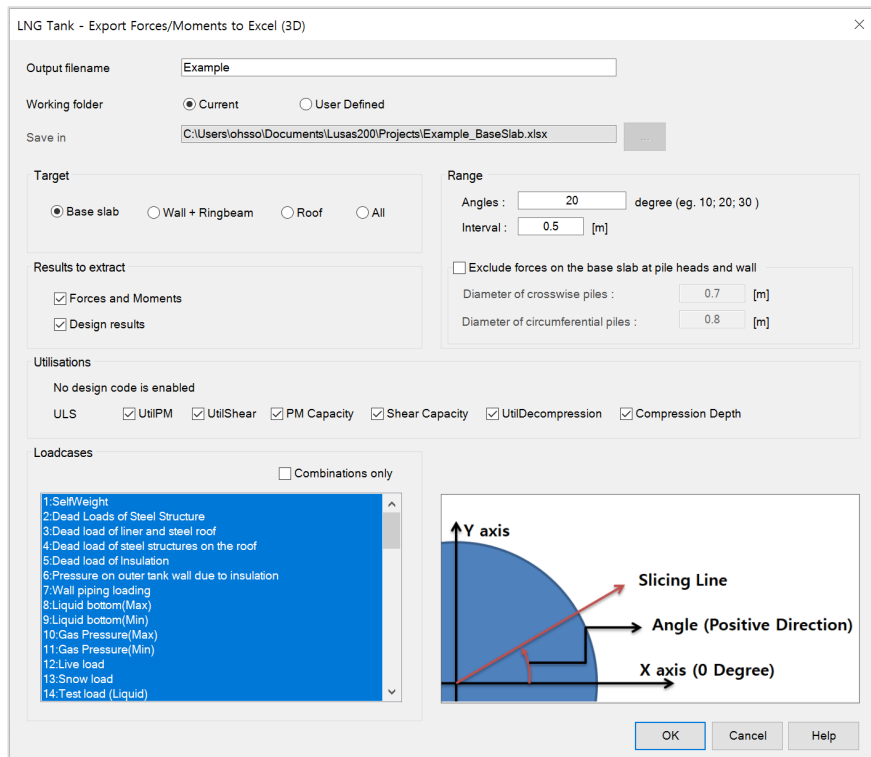 LNG Tank - Export Forces/Moments to Excel (3D)
Output filename Example
Working folder Current User Defined
Save in C:\Users\ohsso\Documents\Lusas200\Projects\Example_BaseSlab.xlsx ...
Target
Base slab Wall + Ringbeam Roof All
Range
Angles : 20 degree (eg. 10; 20; 30 )
Interval : 0.5 [m]
Results to extract
Forces and Moments
Design results
Exclude forces on the base slab at pile heads and wall
Diameter of crosswise piles : 0.7 [m]
Diameter of circumferential piles : 0.8 [m]
Utilisations
No design code is enabled
ULS UtilPM UtilShear PM Capacity Shear Capacity UtilDecompression Compression Depth
Loadcases
Combinations only
1:SelfWeight
2:Dead Loads of Steel Structure
3:Dead load of liner and steel roof
4:Dead load of steel structures on the roof
5:Dead load of Insulation
6:Pressure on outer tank wall due to insulation
7:Wall piping loading
8:Liquid bottom(Max)
9:Liquid bottom(Min)
10:Gas Pressure(Max)
11:Gas Pressure(Min)
12:Live load
13:Snow load
14:Test load (Liquid)
Y axis
Slicing Line
Angle (Positive Direction)
X axis (0 Degree)
OK Cancel Help